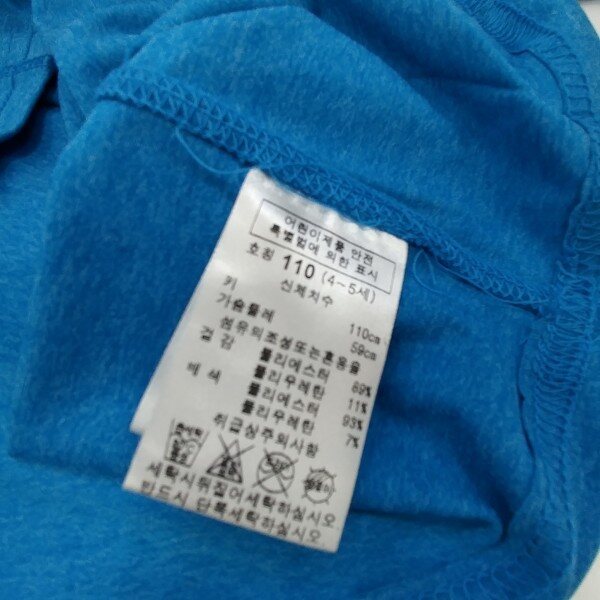 어린이제품 안전
특별법에 의한 표시
호칭 110 (4~5세)
신체치수
키 110cm
가슴둘레 59cm
섬유의조성또는혼용율
겉감 폴리에스터 69%
폴리우레탄 11%
배색 폴리에스터 93%
폴리우레탄 7%
취급상주의사항
세탁시뒤집어세탁하십시오
반드시 단독세탁하십시오